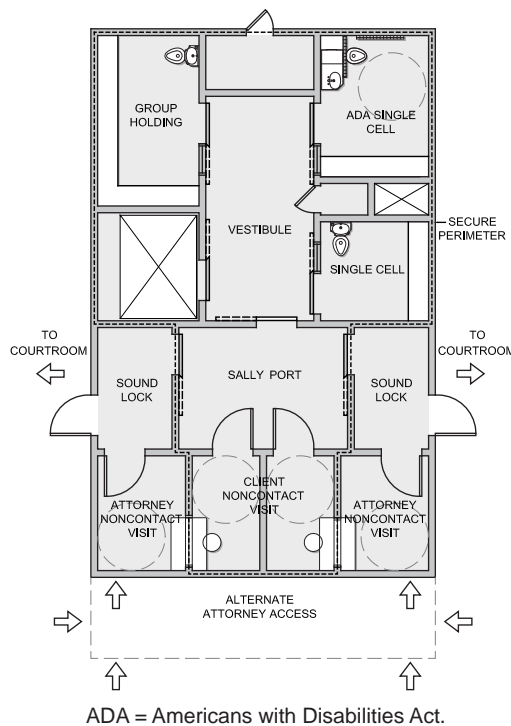 GROUP
HOLDING
ADA SINGLE
CELL
VESTIBULE
SECURE
PERIMETER
SINGLE CELL
TO
COURTROOM
TO
COURTROOM
SOUND
LOCK
SALLY PORT
SOUND
LOCK
ATTORNEY
NONCONTACT
VISIT
CLIENT
NONCONTACT
VISIT
ATTORNEY
NONCONTACT
VISIT
ALTERNATE
ATTORNEY ACCESS
ADA = Americans with Disabilities Act.